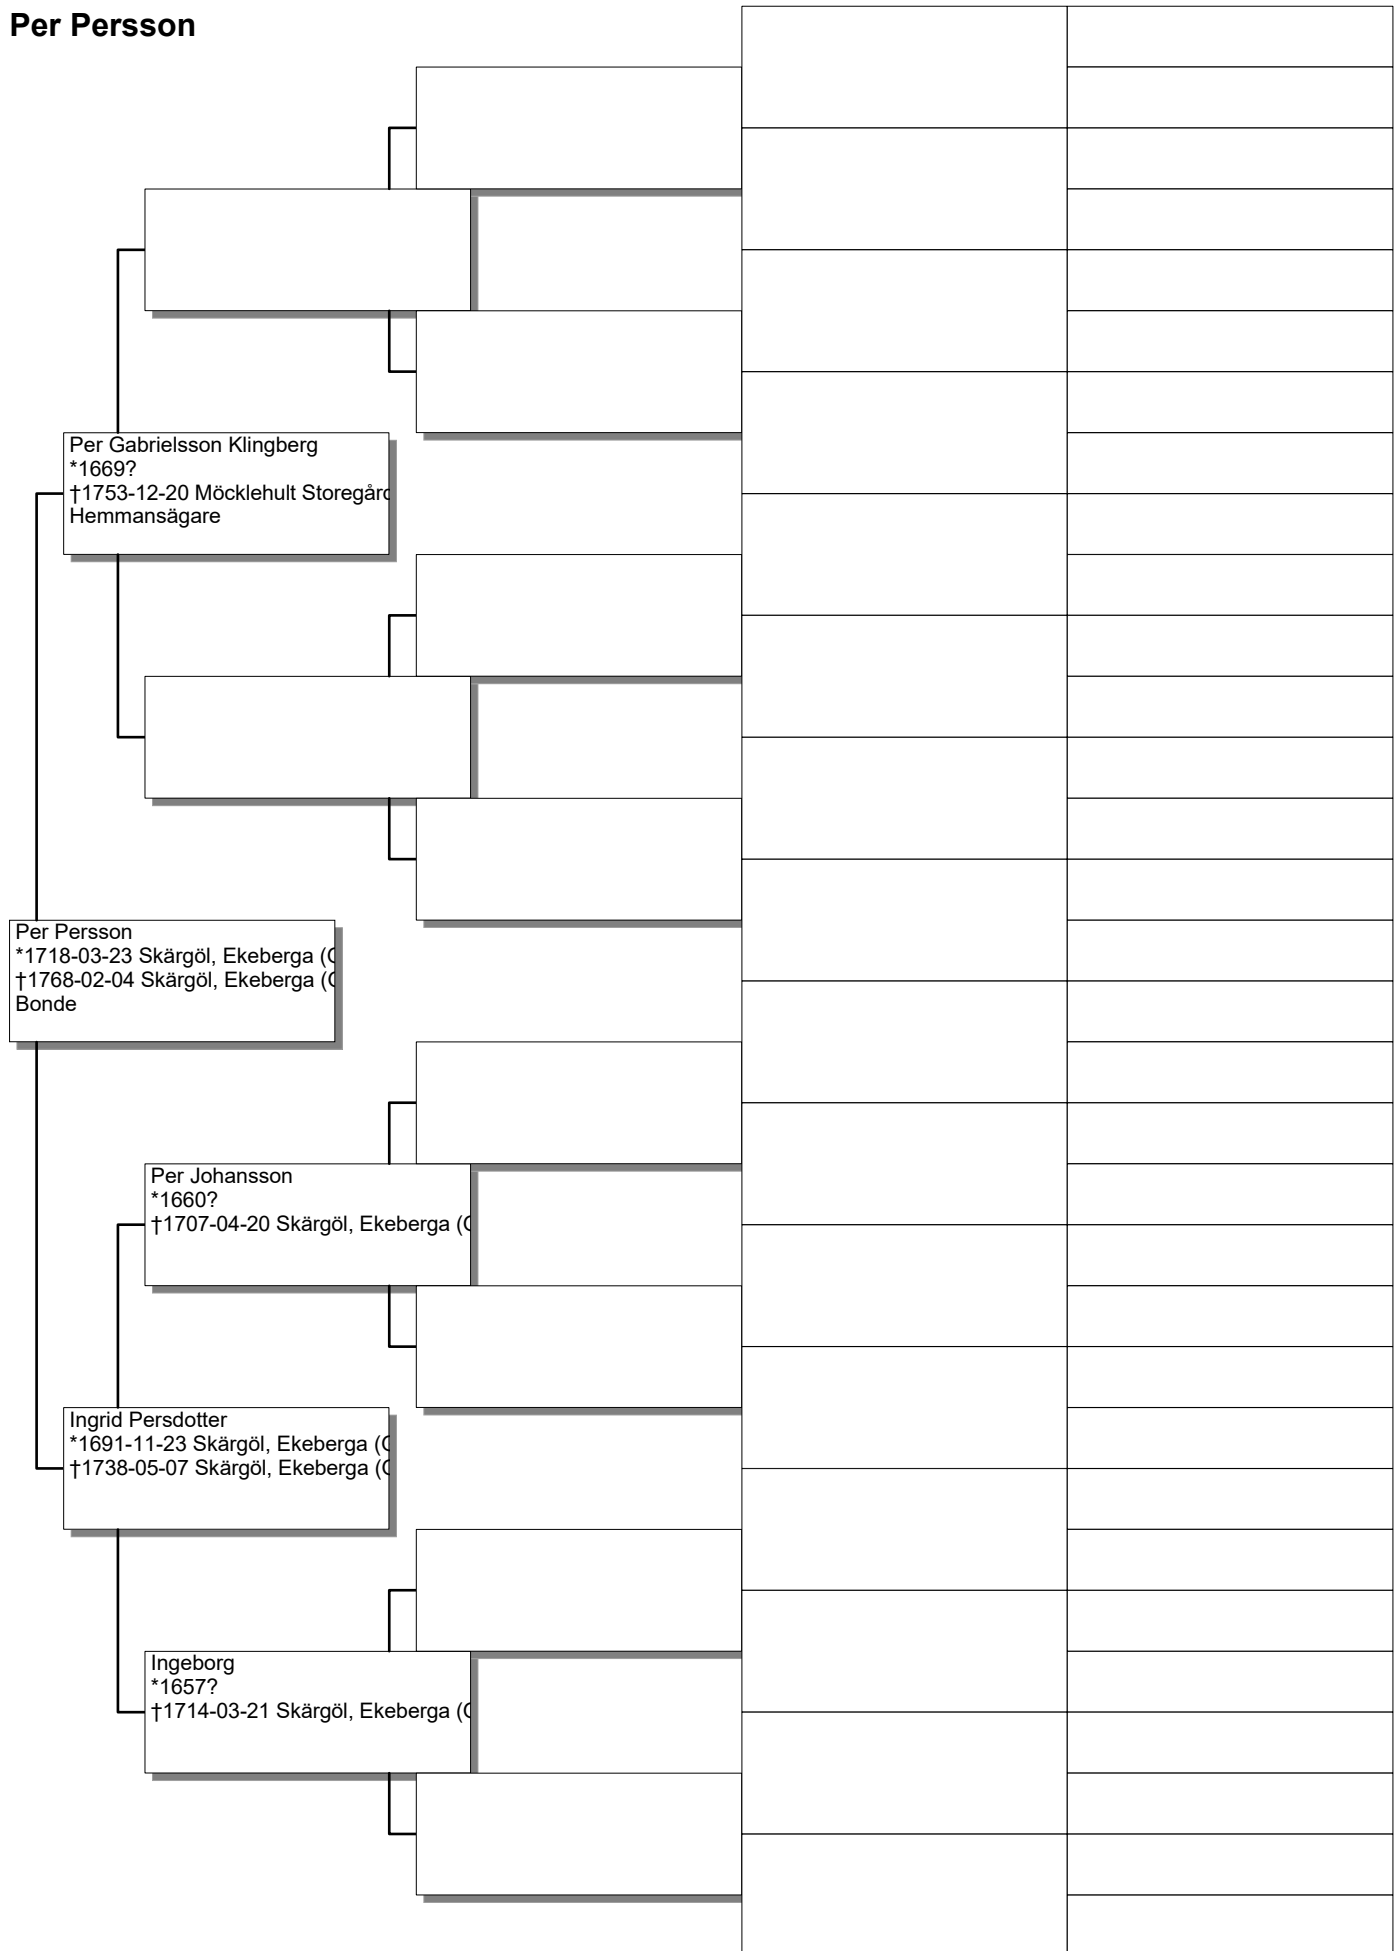 Per Persson
Per Gabrielsson Klingberg
*1669?
†1753-12-20 Möcklehult Storegård
Hemmansägare
Per Persson
*1718-03-23 Skärgöl, Ekeberga (
†1768-02-04 Skärgöl, Ekeberga (
Bonde
Per Johansson
*1660?
†1707-04-20 Skärgöl, Ekeberga (
Ingrid Persdotter
*1691-11-23 Skärgöl, Ekeberga (
†1738-05-07 Skärgöl, Ekeberga (
Ingeborg
*1657?
†1714-03-21 Skärgöl, Ekeberga (